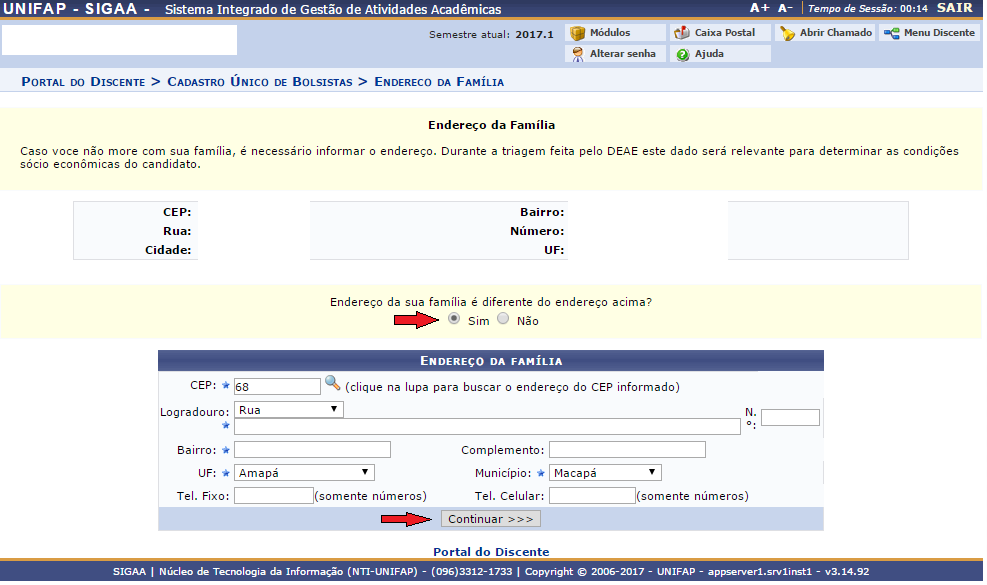 UNIFAP - SIGAA - Sistema Integrado de Gestão de Atividades Acadêmicas A+ A- Tempo de Sessão: 00:14 SAIR
Semestre atual: 2017.1 Módulos Caixa Postal Abrir Chamado Menu Discente
Alterar senha Ajuda
Portal do Discente > Cadastro Único de Bolsistas > Endereco da Família
Endereço da Família
Caso voce não more com sua família, é necessário informar o endereço. Durante a triagem feita pelo DEAE este dado será relevante para determinar as condições
sócio econômicas do candidato.
CEP: Bairro:
Rua: Número:
Cidade: UF:
Endereço da sua família é diferente do endereço acima?
Sim Não
Endereço da família
CEP: 68 (clique na lupa para buscar o endereço do CEP informado)
Logradouro: Rua N.
º:
Bairro: Complemento:
UF: Amapá Município: Macapá
Tel. Fixo: (somente números) Tel. Celular: (somente números)
Continuar >>>
Portal do Discente
SIGAA | Núcleo de Tecnologia da Informação (NTI-UNIFAP) - (096)3312-1733 | Copyright © 2006-2017 - UNIFAP - appserver1.srv1inst1 - v3.14.92